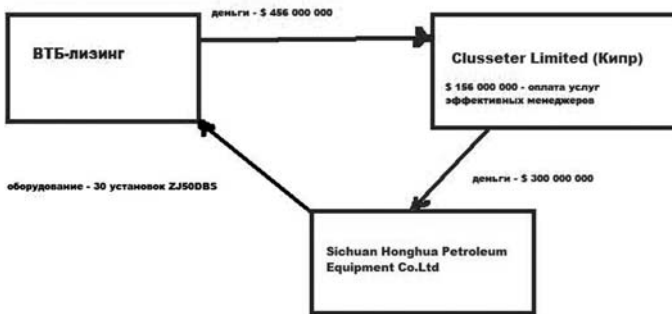 деньги - $ 456 000 000
ВТБ-лизинг
Clusseter Limited (Кипр)
$ 156 000 000 - оплата услуг
эффективных менеджеров
оборудование - 30 установок ZJ50DBS
деньги - $ 300 000 000
Sichuan Honghua Petroleum
Equipment Co.Ltd